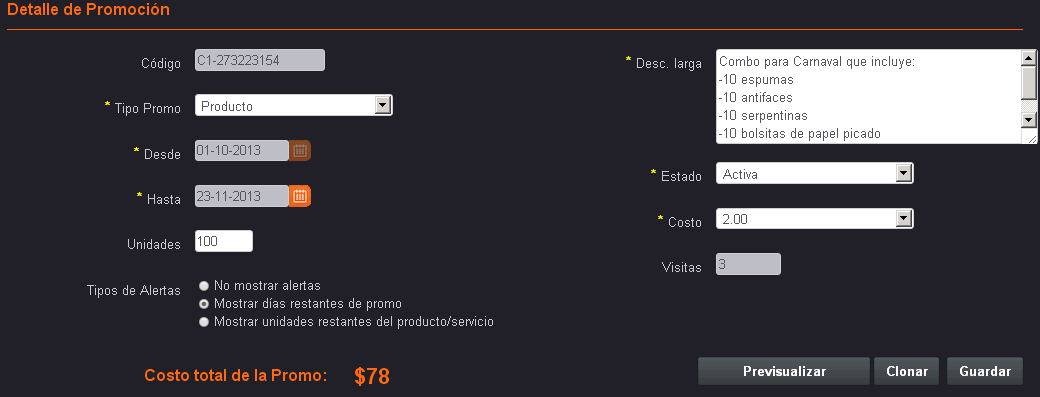 Detalle de Promoción
Código C1-273223154
* Tipo Promo Producto
* Desde 01-10-2013
* Hasta 23-11-2013
Unidades 100
Tipos de Alertas
No mostrar alertas
Mostrar días restantes de promo
Mostrar unidades restantes del producto/servicio
* Desc. larga
Combo para Carnaval que incluye:
-10 espumas
-10 antifaces
-10 serpentinas
-10 bolsitas de papel picado
* Estado Activa
* Costo 2.00
Visitas 3
Costo total de la Promo: $78
Previsualizar Clonar Guardar